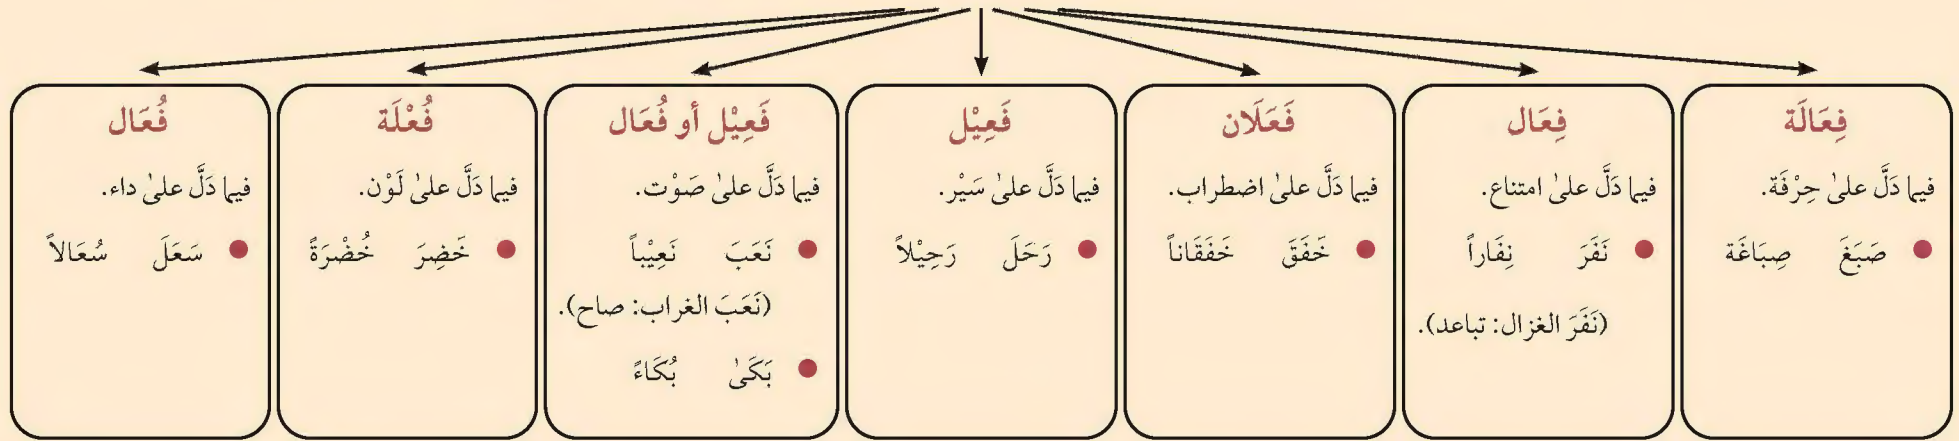 فِعَالَة
فيما دَلَّ علىٰ حِرْفَة.
صَبَغَ صِبَاغَة
فِعَال
فيما دَلَّ علىٰ امتناع.
نَفَرَ نِفَاراً
(نَفَرَ الغزال: تباعد).
فَعَلَان
فيما دَلَّ علىٰ اضطراب.
خَفَقَ خَفَقَاناً
فَعِيْل
فيما دَلَّ علىٰ سَيْر.
رَحَلَ رَحِيْلاً
فَعِيْل أو فُعَال
فيما دَلَّ علىٰ صَوْت.
نَعَبَ نَعِيْباً
(نَعَبَ الغراب: صاح).
بَكَىٰ بُكَاءً
فُعْلَة
فيما دَلَّ علىٰ لَوْن.
خَضِرَ خُضْرَةً
فُعَال
فيما دَلَّ علىٰ داء.
سَعَلَ سُعَالاً